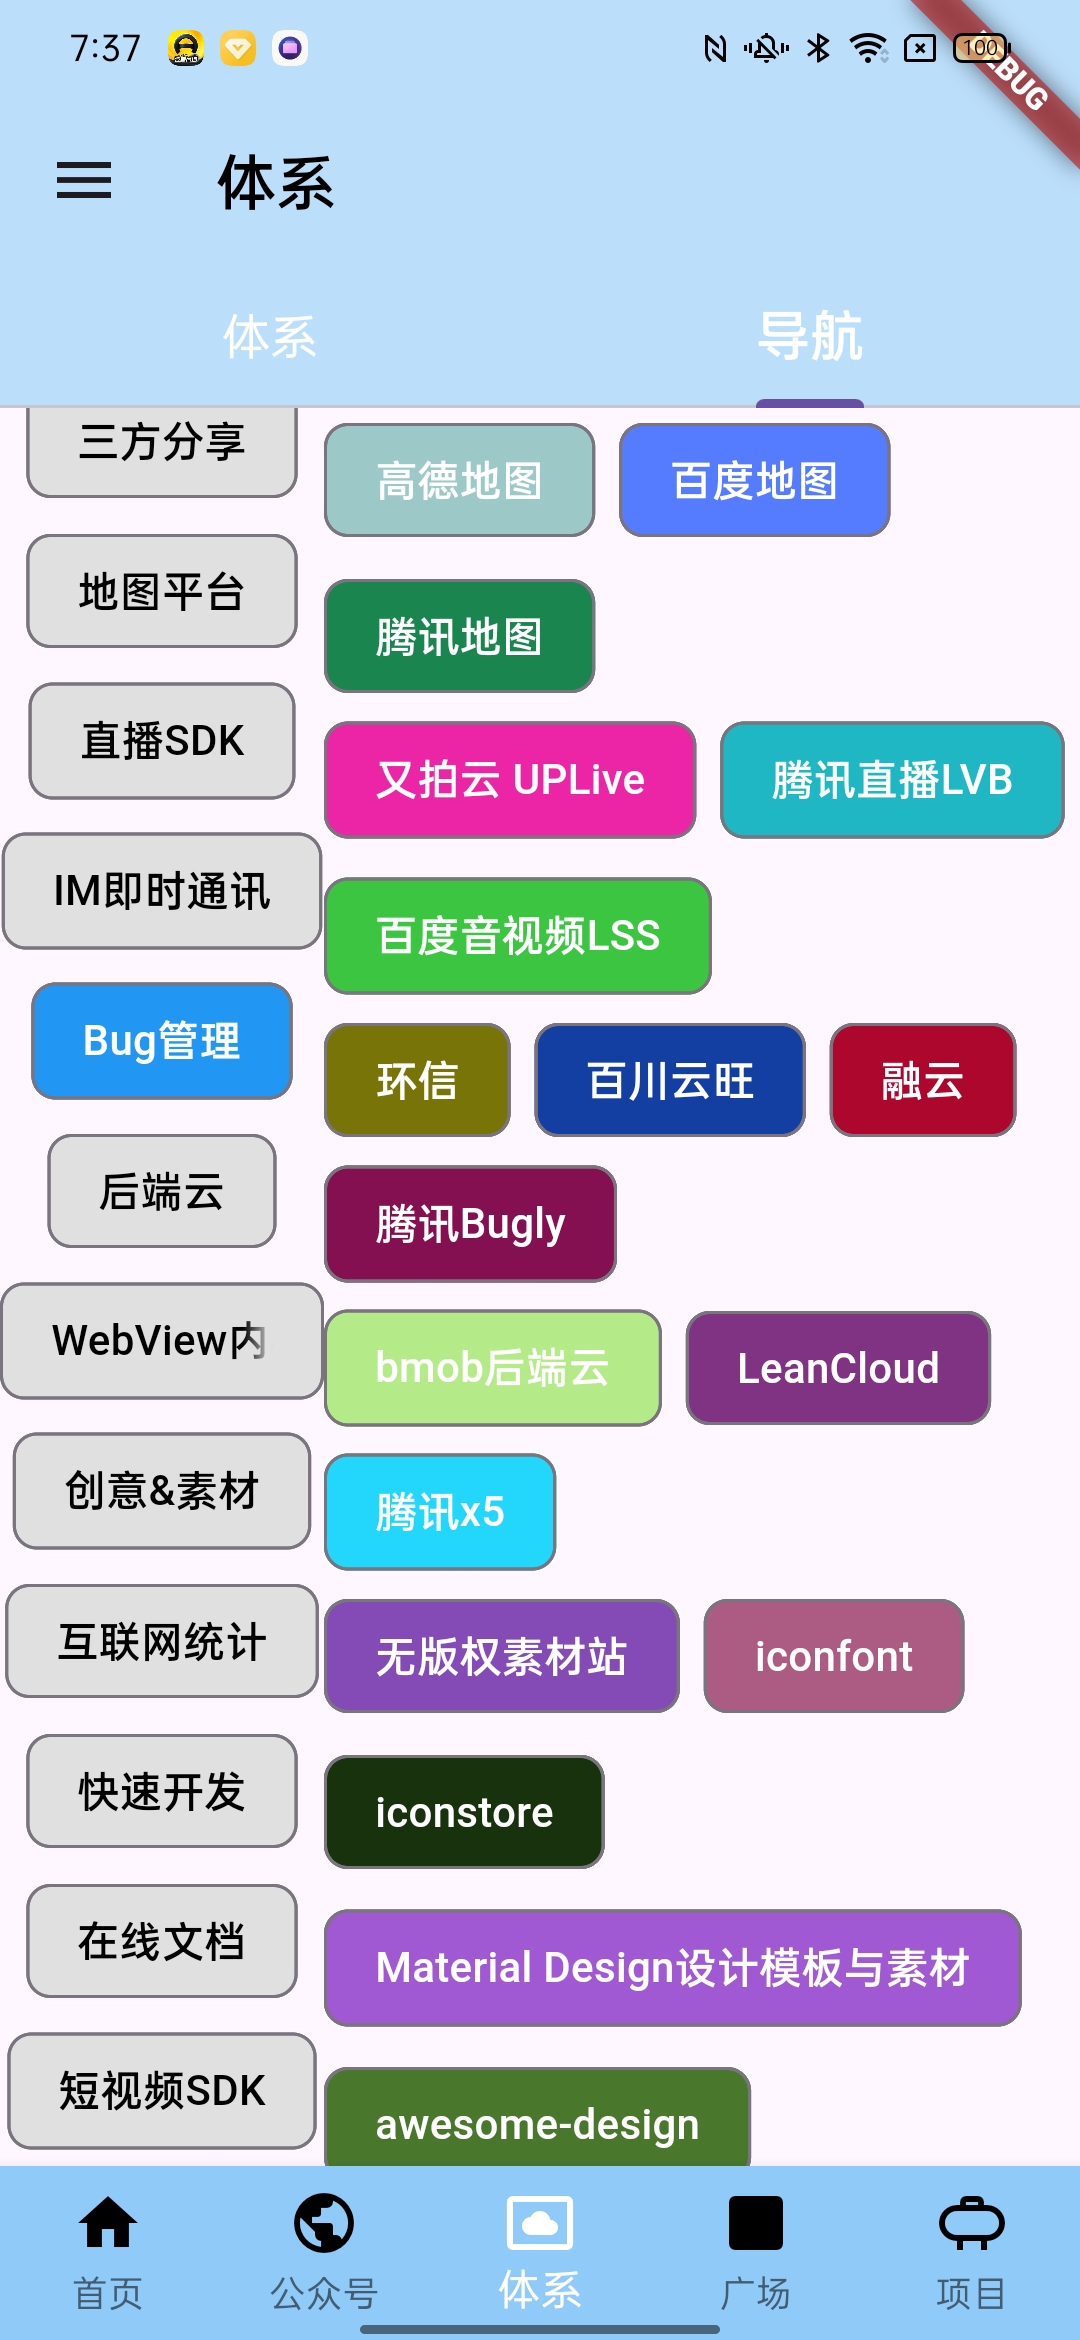 7:37
100
体系
体系 导航
三方分享
地图平台
直播SDK
IM即时通讯
Bug管理
后端云
WebView内
创意&素材
互联网统计
快速开发
在线文档
短视频SDK
高德地图 百度地图
腾讯地图
又拍云 UPLive 腾讯直播LVB
百度音视频LSS
环信 百川云旺 融云
腾讯Bugly
bmob后端云 LeanCloud
腾讯x5
无版权素材站 iconfont
iconstore
Material Design设计模板与素材
awesome-design
首页 公众号 体系 广场 项目